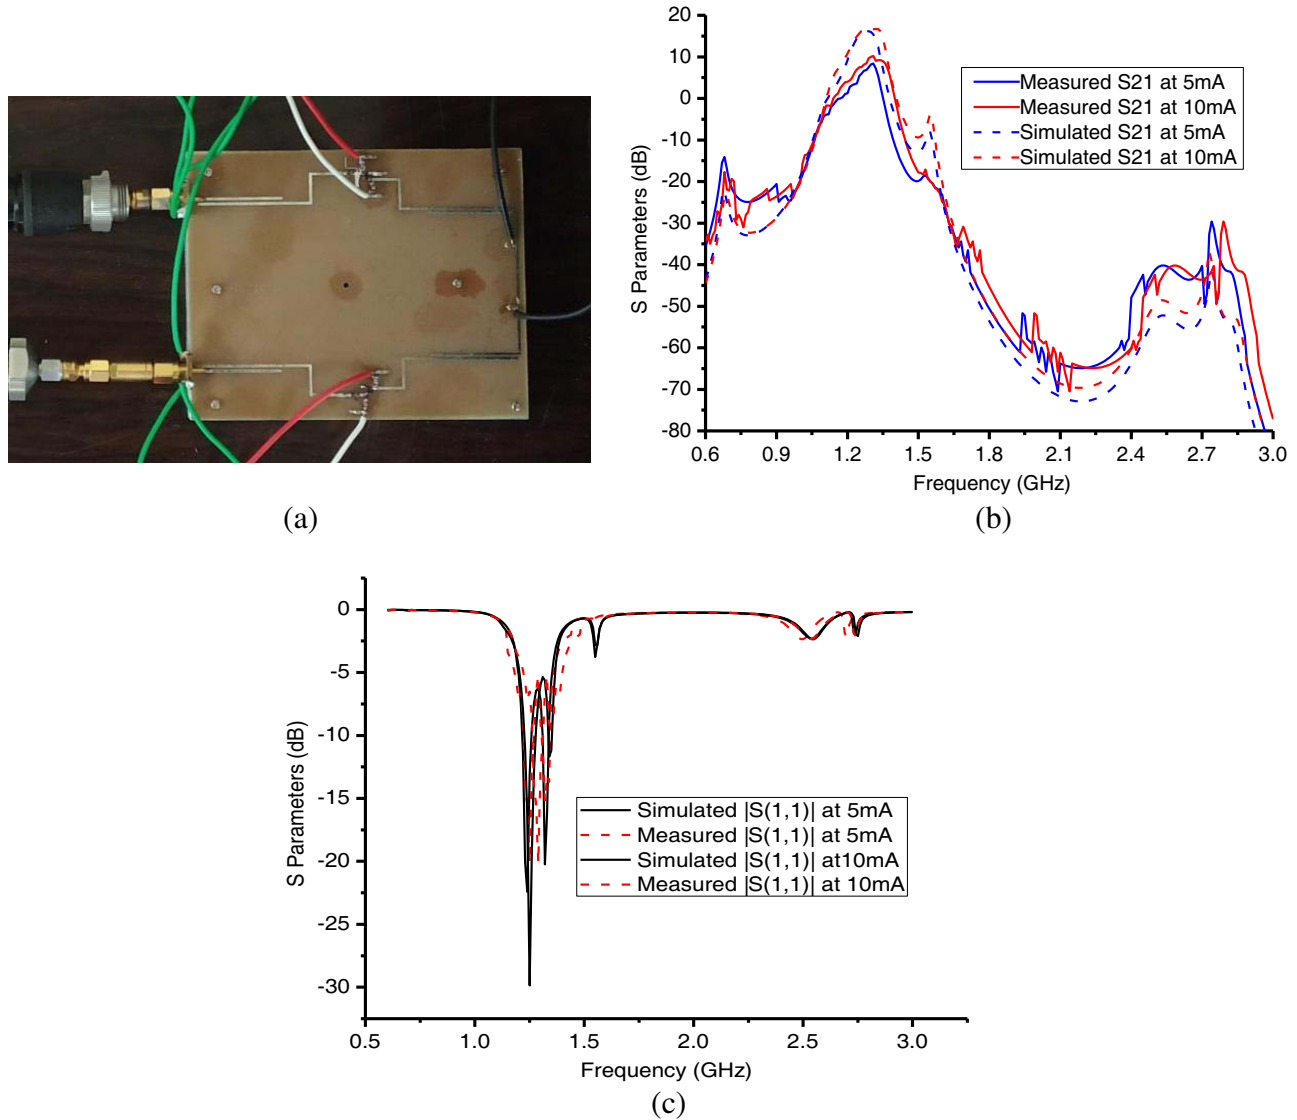 20
10
0
-10
-20
-30
-40
-50
-60
-70
-80
S Parameters (dB)
Measured S21 at 5mA
Measured S21 at 10mA
Simulated S21 at 5mA
Simulated S21 at 10mA
0.6 0.9 1.2 1.5 1.8 2.1 2.4 2.7 3.0
Frequency (GHz)
(a)
(b)
0
-5
-10
-15
-20
-25
-30
S Parameters (dB)
Simulated |S(1,1)| at 5mA
Measured |S(1,1)| at 5mA
Simulated |S(1,1)| at10mA
Measured |S(1,1)| at 10mA
0.5 1.0 1.5 2.0 2.5 3.0
Frequency (GHz)
(c)